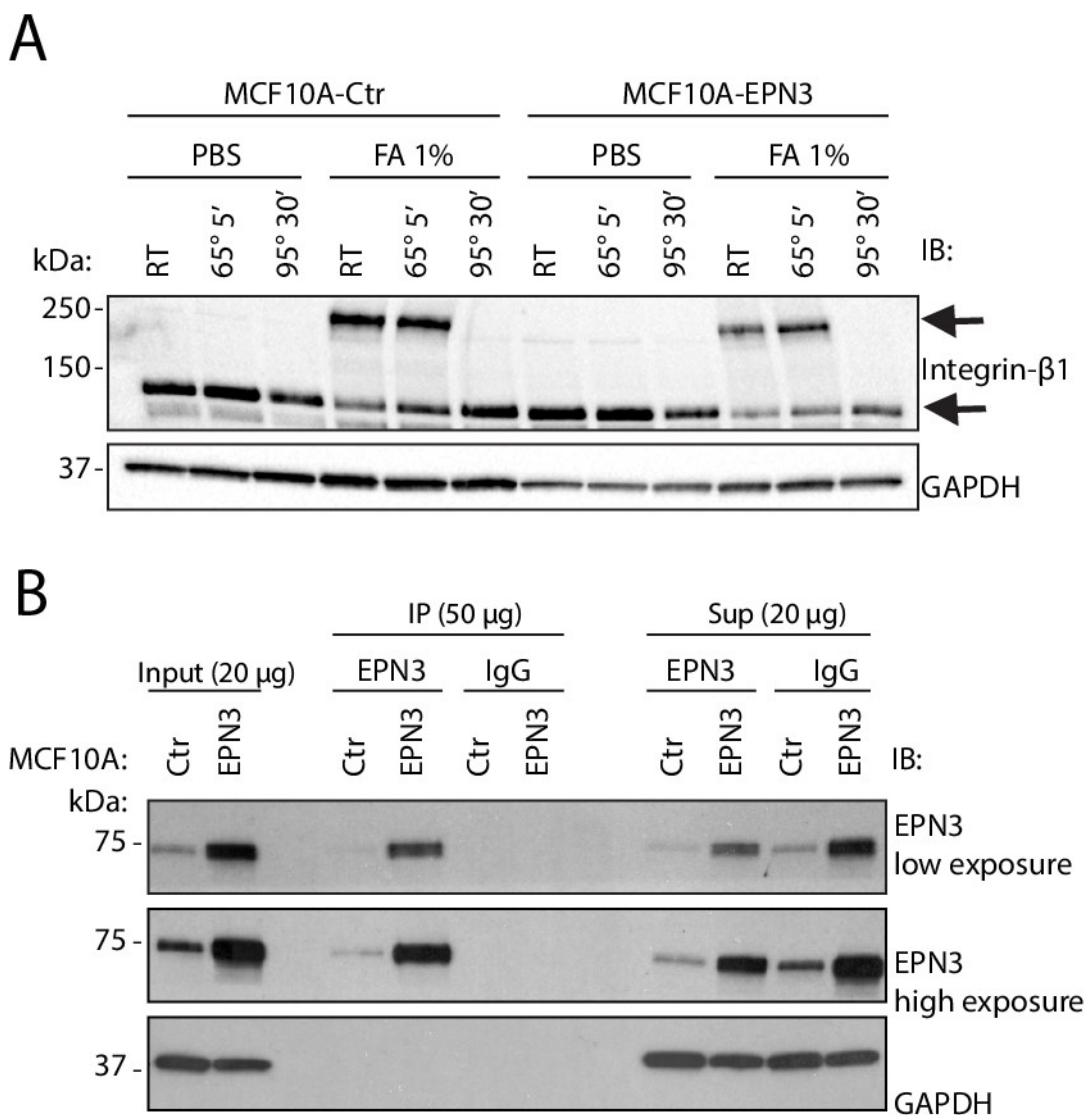 A
MCF10A-Ctr MCF10A-EPN3
PBS FA 1% PBS FA 1%
kDa: RT 65° 5′ 95° 30′ RT 65° 5′ 95° 30′ RT 65° 5′ 95° 30′ RT 65° 5′ 95° 30′ IB:
250-
150-
Integrin-β1
37-
GAPDH
B
IP (50 μg) Sup (20 μg)
Input (20 μg) EPN3 IgG EPN3 IgG
MCF10A: Ctr EPN3 Ctr EPN3 Ctr EPN3 Ctr EPN3 Ctr EPN3 IB:
kDa:
75 - EPN3
low exposure
75 - EPN3
high exposure
37 -
GAPDH